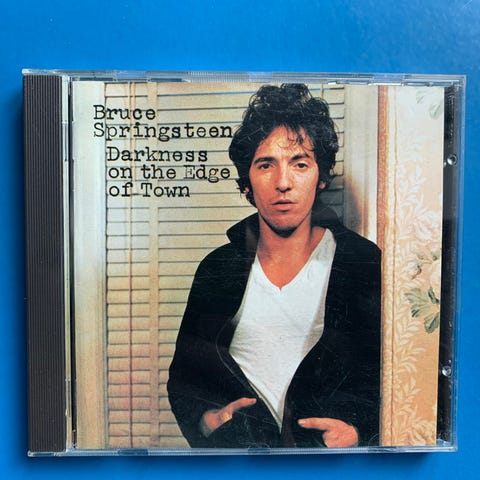 Bruce
Springsteen
Darkness
on the Edge
of Town